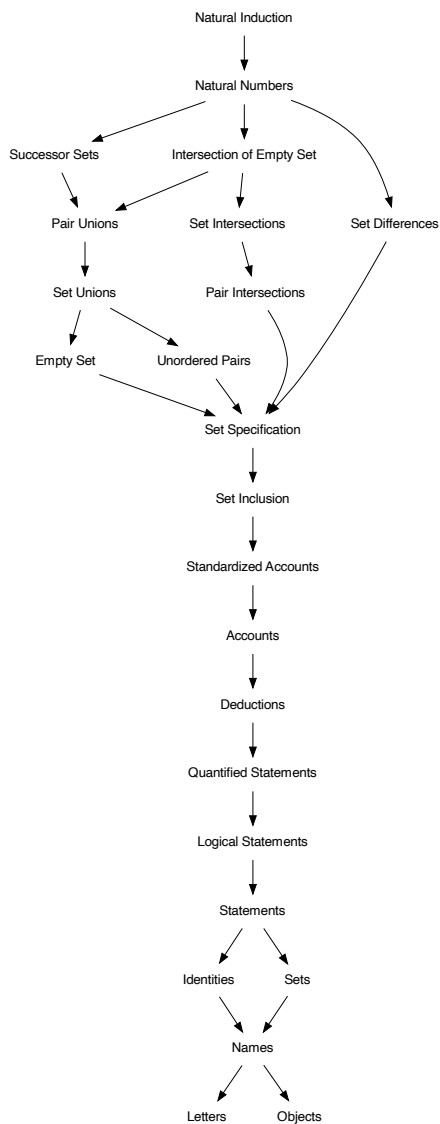 Natural Induction
Natural Numbers
Successor Sets
Intersection of Empty Set
Pair Unions
Set Intersections
Set Differences
Set Unions
Pair Intersections
Empty Set
Unordered Pairs
Set Specification
Set Inclusion
Standardized Accounts
Accounts
Deductions
Quantified Statements
Logical Statements
Statements
Identities
Sets
Names
Letters
Objects